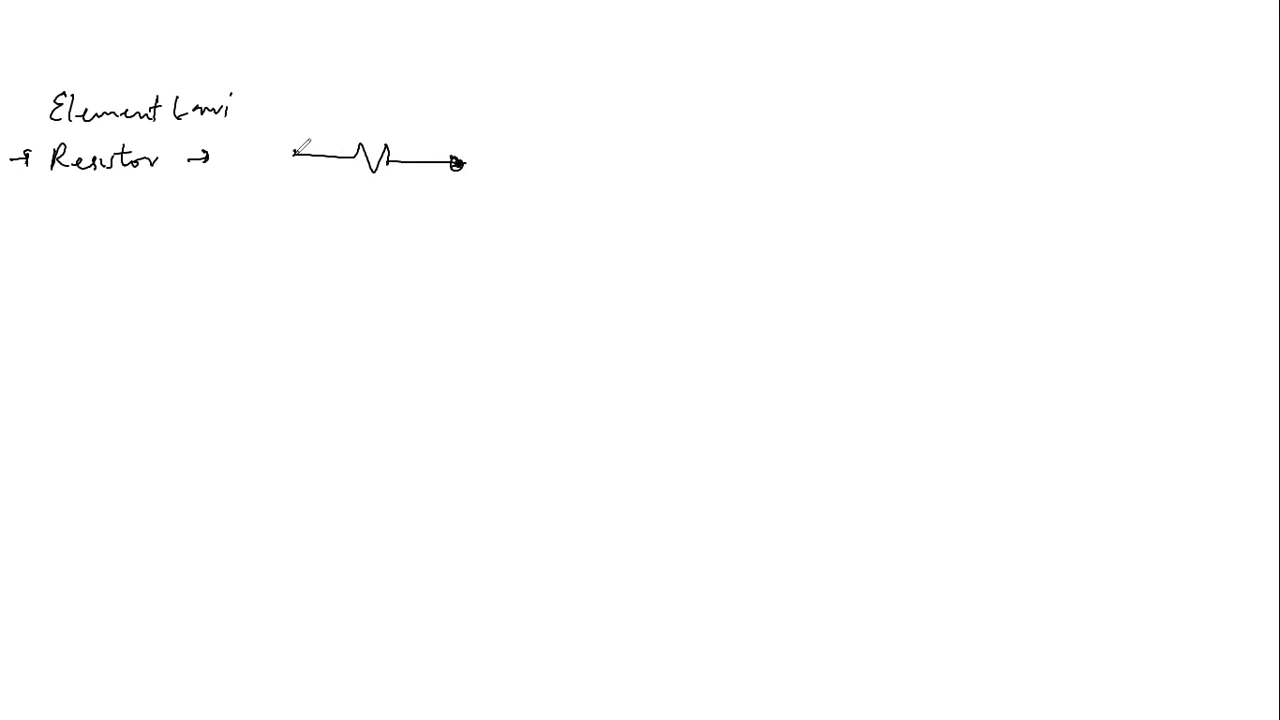 Element Laws
→ Resistor →